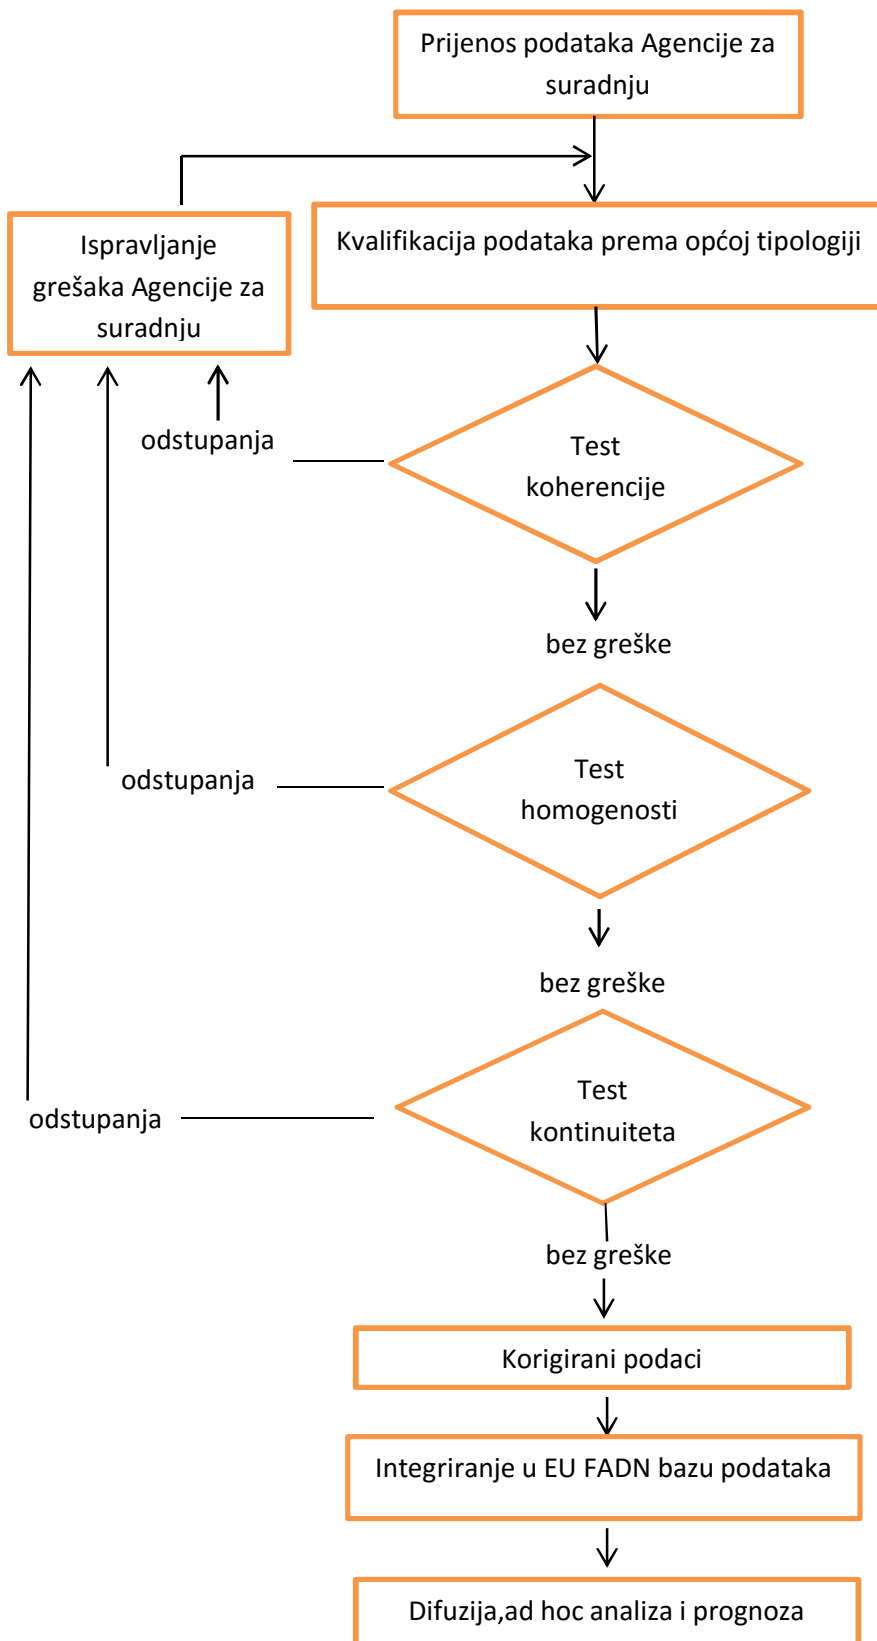 Prijenos podataka Agencije za
suradnju
Ispravljanje
grešaka Agencije za
suradnju
Kvalifikacija podataka prema općoj tipologiji
odstupanja
Test
koherencije
bez greške
odstupanja
Test
homogenosti
bez greške
odstupanja
Test
kontinuiteta
bez greške
Korigirani podaci
Integriranje u EU FADN bazu podataka
Difuzija,ad hoc analiza i prognoza